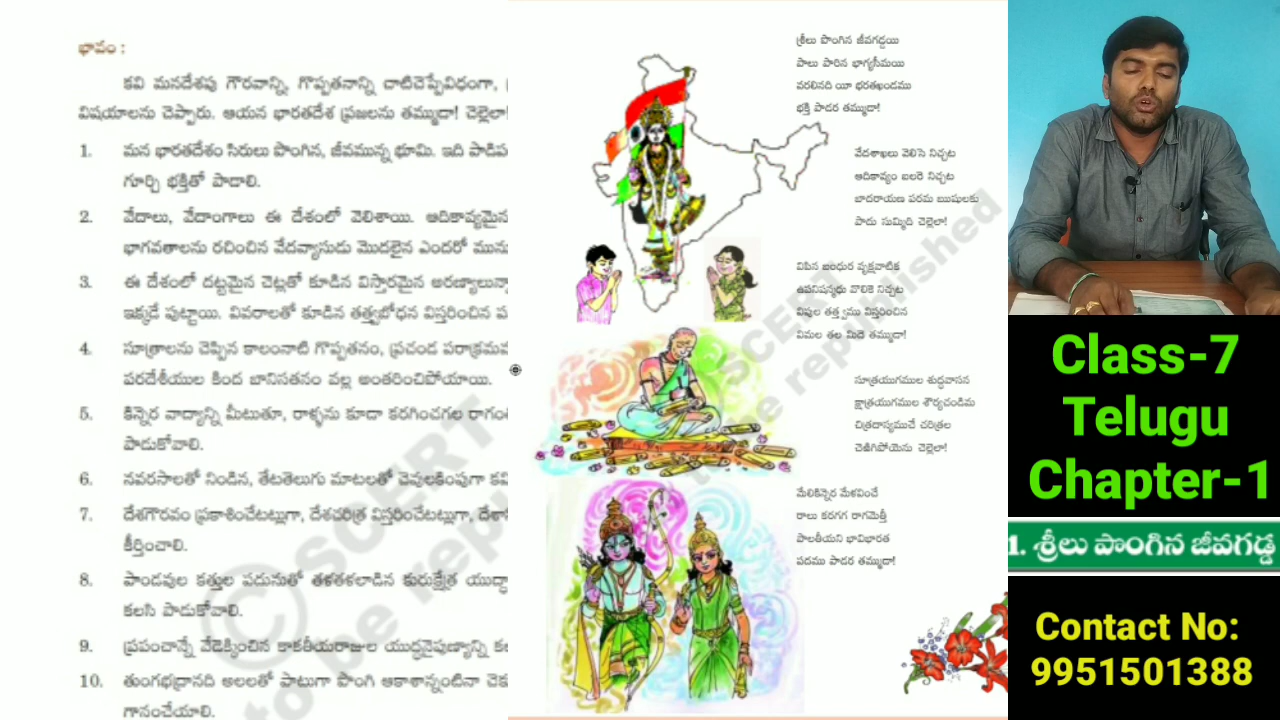 భావం :
కవి మనదేశపు గౌరవాన్ని, గొప్పతనాన్ని చాటిచెప్పేవిధంగా,
విషయాలను చెప్పారు. ఆయన భారతదేశ ప్రజలను తమ్ముడా! చెల్లెలా!
1. మన భారతదేశం సిరులు పొంగిన, జీవమున్న భూమి. ఇది
గూర్చి భక్తితో పాడాలి.
2. వేదాలు, వేదాంగాలు ఈ దేశంలో వెలిశాయి. ఆదికావ్యమైన
భాగవతాలను రచించిన వేదవ్యాసుడు మొదలైన ఎందరో
3. ఈ దేశంలో దట్టమైన చెట్లతో కూడిన విస్తారమైన
ఇక్కడే పుట్టాయి. వివరాలతో కూడిన తత్త్వబోధన విస్తరించిన
4. సూత్రాలను చెప్పిన కాలంనాటి గొప్పతనం, ప్రచండ
పరదేశీయుల కింద బానిసతనం వల్ల అంతరించిపోయాయి.
5. కిన్నెర వాద్యాన్ని మీటుతూ, రాళ్ళను కూడా కరగించగల
పాడుకోవాలి.
6. నవరసాలతో నిండిన, తేటతెలుగు మాటలతో చెవులకింపుగా
7. దేశగౌరవం ప్రకాశించేటట్లుగా, దేశచరిత్ర విస్తరించేటట్లుగా,
కీర్తించాలి.
8. పాండవుల కత్తుల పదునుతో తళతళలాడిన కురుక్షేత్ర
కలసి పాడుకోవాలి.
9. ప్రపంచాన్నే వేడెక్కించిన కాకతీయరాజుల యుద్ధనైపుణ్యాన్ని
10. తుంగభద్రానది అలలతో పాటుగా పొంగి ఆకాశాన్నంటినా
గానంచేయాలి.
శ్రీలు పొంగిన జీవగడ్డయి
పాలు పారిన భాగ్యసీమయి
వరలినది యీ భరతఖండము
భక్తి పాడర తమ్ముడా!
వేదశాఖలు వెలిసె నిచ్చట
ఆదికావ్యం బలరె నిచ్చట
బాదరాయణ పరమ ఋషులకు
పాదు సుమ్మిది చెల్లెలా!
విపిన బంధుర వృక్షవాటిక
ఉపనిషన్మధు వొలికె నిచ్చట
విపుల తత్త్వము విస్తరించిన
విమల తల మిదె తమ్ముడా!
సూత్రయుగముల శుద్ధవాసన
క్షాత్రయుగముల శౌర్యచండిమ
చిత్రదాస్యముచే చరిత్రల
చెఱిగిపోయెను చెల్లెలా!
మేలికిన్నెర మేళవించే
రాలు కరగగ రాగమెత్తీ
పాలతీయని భావిభారత
పదము పాడర తమ్ముడా!
© SCERT
to be republished
Class-7
Telugu
Chapter-1
1. శ్రీలు పొంగిన జీవగడ్డ
Contact No:
9951501388